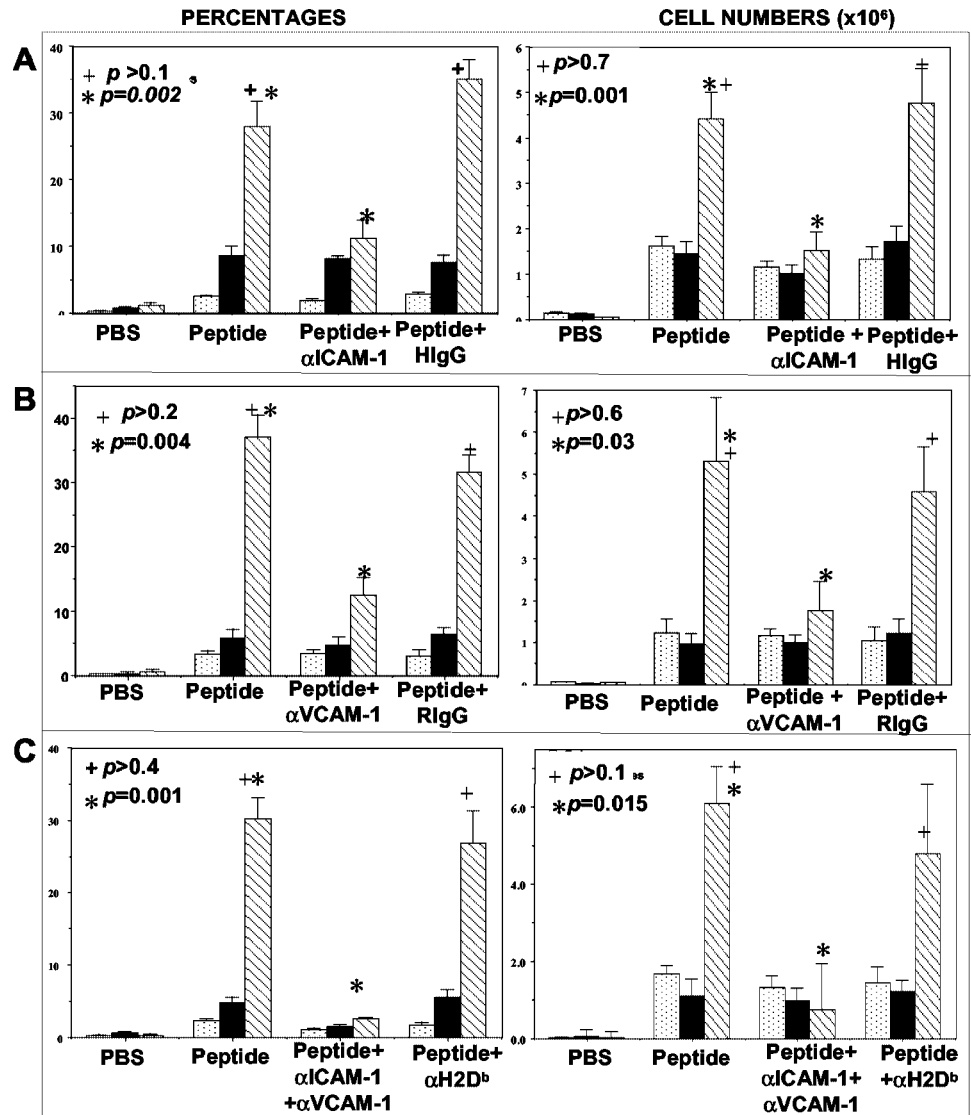 PERCENTAGES
CELL NUMBERS (x10⁶)
A
40
30
20
10
0
+ p >0.1 s
* p=0.002
+ *
*
+
PBS
Peptide
Peptide+
αICAM-1
Peptide+
HIgG
6
5
4
3
2
1
0
+ p>0.7
* p=0.001
*+
*
+
PBS
Peptide
Peptide +
αICAM-1
Peptide+
HIgG
B
40
30
20
10
0
+ p>0.2
* p=0.004
+*
*
+
PBS
Peptide
Peptide+
αVCAM-1
Peptide+
RIgG
7
6
5
4
3
2
1
0
+p>0.6
*p=0.03
*
+
*
+
PBS
Peptide
Peptide +
αVCAM-1
Peptide+
RIgG
C
40
30
20
10
0
+ p>0.4
* p=0.001
+*
*
+
PBS
Peptide
Peptide+
αICAM-1
+αVCAM-1
Peptide+
αH2Dᵇ
6.0
4.0
2.0
0.0
+ p>0.1
*p=0.015
+
*
*
+
PBS
Peptide
Peptide+
αICAM-1+
αVCAM-1
Peptide
+αH2Dᵇ